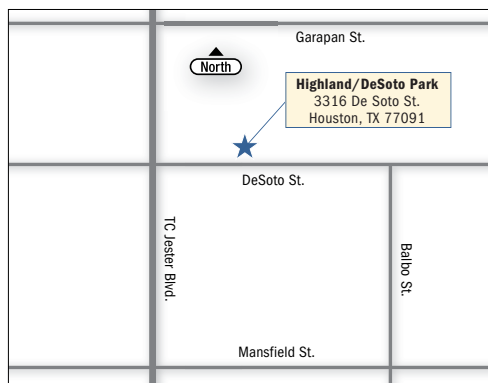 Garapan St.
North
Highland/DeSoto Park
3316 De Soto St.
Houston, TX 77091
DeSoto St.
TC Jester Blvd.
Balbo St.
Mansfield St.